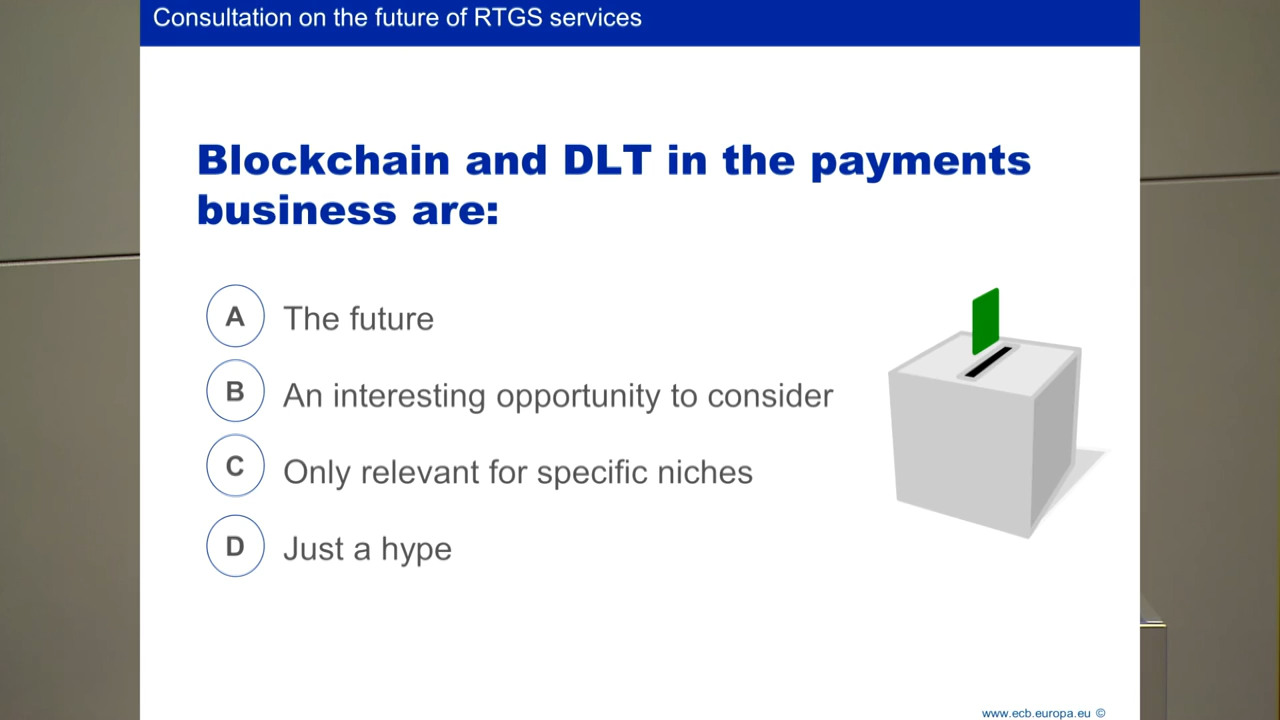 Consultation on the future of RTGS services
Blockchain and DLT in the payments
business are:
A The future
B An interesting opportunity to consider
C Only relevant for specific niches
D Just a hype
www.ecb.europa.eu ©